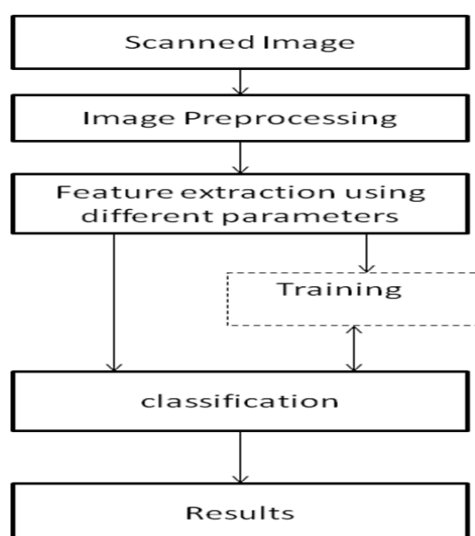 Scanned Image
Image Preprocessing
Feature extraction using
different parameters
Training
classification
Results